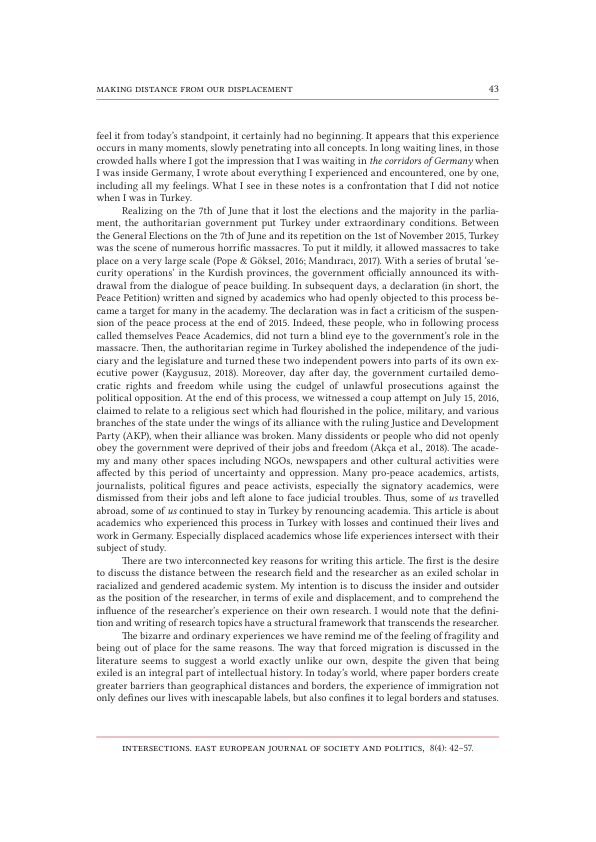 MAKING DISTANCE FROM OUR DISPLACEMENT 43
feel it from today's standpoint, it certainly had no beginning. It appears that this experience
occurs in many moments, slowly penetrating into all concepts. In long waiting lines, in those
crowded halls where I got the impression that I was waiting in the corridors of Germany when
I was inside Germany, I wrote about everything I experienced and encountered, one by one,
including all my feelings. What I see in these notes is a confrontation that I did not notice
when I was in Turkey.
Realizing on the 7th of June that it lost the elections and the majority in the parlia-
ment, the authoritarian government put Turkey under extraordinary conditions. Between
the General Elections on the 7th of June and its repetition on the 1st of November 2015, Turkey
was the scene of numerous horrific massacres. To put it mildly, it allowed massacres to take
place on a very large scale (Pope & Göksel, 2016; Mandıracı, 2017). With a series of brutal 'se-
curity operations' in the Kurdish provinces, the government officially announced its with-
drawal from the dialogue of peace building. In subsequent days, a declaration (in short, the
Peace Petition) written and signed by academics who had openly objected to this process be-
came a target for many in the academy. The declaration was in fact a criticism of the suspen-
sion of the peace process at the end of 2015. Indeed, these people, who in following process
called themselves Peace Academics, did not turn a blind eye to the government's role in the
massacre. Then, the authoritarian regime in Turkey abolished the independence of the judi-
ciary and the legislature and turned these two independent powers into parts of its own ex-
ecutive power (Kaygusuz, 2018). Moreover, day after day, the government curtailed demo-
cratic rights and freedom while using the cudgel of unlawful prosecutions against the
political opposition. At the end of this process, we witnessed a coup attempt on July 15, 2016,
claimed to relate to a religious sect which had flourished in the police, military, and various
branches of the state under the wings of its alliance with the ruling Justice and Development
Party (AKP), when their alliance was broken. Many dissidents or people who did not openly
obey the government were deprived of their jobs and freedom (Akça et al., 2018). The acade-
my and many other spaces including NGOs, newspapers and other cultural activities were
affected by this period of uncertainty and oppression. Many pro-peace academics, artists,
journalists, political figures and peace activists, especially the signatory academics, were
dismissed from their jobs and left alone to face judicial troubles. Thus, some of us travelled
abroad, some of us continued to stay in Turkey by renouncing academia. This article is about
academics who experienced this process in Turkey with losses and continued their lives and
work in Germany. Especially displaced academics whose life experiences intersect with their
subject of study.
There are two interconnected key reasons for writing this article. The first is the desire
to discuss the distance between the research field and the researcher as an exiled scholar in
racialized and gendered academic system. My intention is to discuss the insider and outsider
as the position of the researcher, in terms of exile and displacement, and to comprehend the
influence of the researcher's experience on their own research. I would note that the defini-
tion and writing of research topics have a structural framework that transcends the researcher.
The bizarre and ordinary experiences we have remind me of the feeling of fragility and
being out of place for the same reasons. The way that forced migration is discussed in the
literature seems to suggest a world exactly unlike our own, despite the given that being
exiled is an integral part of intellectual history. In today's world, where paper borders create
greater barriers than geographical distances and borders, the experience of immigration not
only defines our lives with inescapable labels, but also confines it to legal borders and statuses.
INTERSECTIONS. EAST EUROPEAN JOURNAL OF SOCIETY AND POLITICS, 8(4): 42–57.